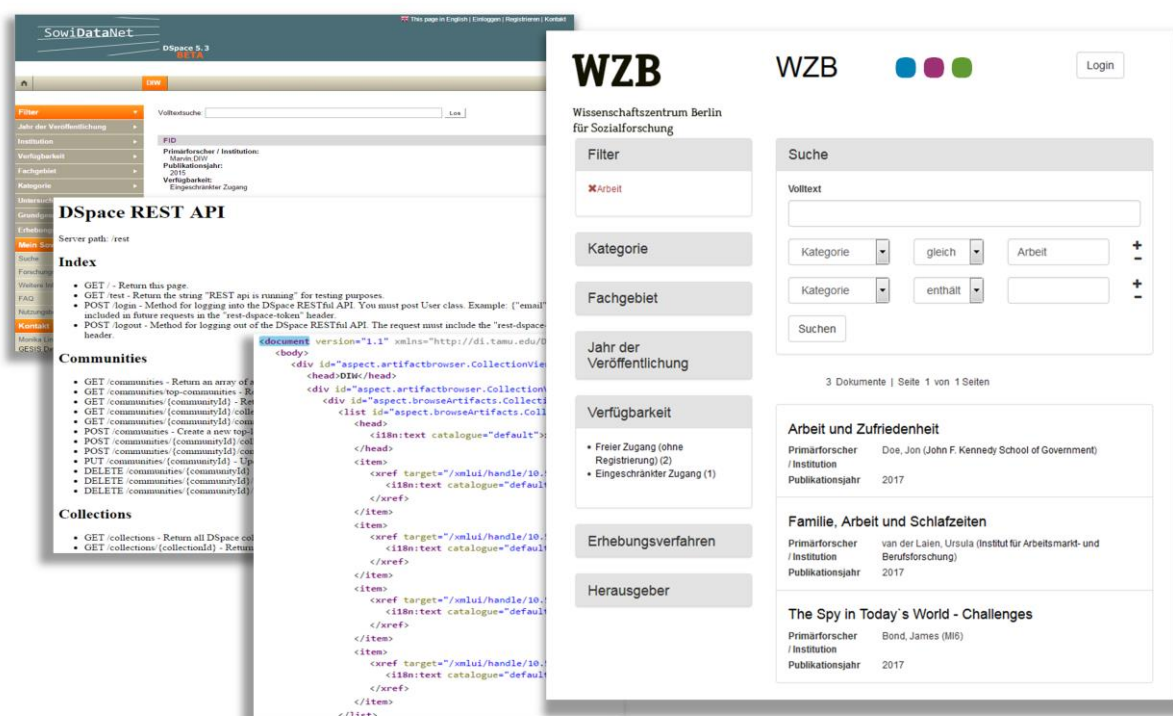 SowiDataNet
This page in English | Einloggen | Registrieren | Kontakt
DSpace 5.3
BETA
DIW
Filter
Jahr der Veröffentlichung
Institution
Verfügbarkeit
Fachgebiet
Kategorie
Mein
Suche
FAQ
Kontakt
Volltextsuche
Los
FID
Primärforscher / Institution:
Marvin;DIW
Publikationsjahr:
2015
Verfügbarkeit:
Eingeschränkter Zugang
DSpace REST API
Server path: /rest
Index
• GET / - Return this page.
• GET /test - Return the string "REST api is running" for testing purposes.
• POST /login - Method for logging into the DSpace RESTful API. You must post User class. Example: {"email"
included in future requests in the "rest-dspace-token" header.
• POST /logout - Method for logging out of the DSpace RESTful API. The request must include the "rest-dspace-
header.
Communities
• GET /communities - Return an array of a
• GET /communities/top-communities - R
• GET /communities/{communityId} - Re
• GET /communities/{communityId}/colle
• GET /communities/{communityId}/com
• POST /communities - Create a new top-l
• POST /communities/{communityId}/col
• POST /communities/{communityId}/co
• PUT /communities/{communityId} - Up
• DELETE /communities/{communityId}
• DELETE /communities/{communityId}/
• DELETE /communities/{communityId}/
Collections
• GET /collections - Return all DSpace col
• GET /collections/{collectionId} - Return
<document version="1.1" xmlns="http://di.tamu.edu/D
<body>
<div id="aspect.artifactbrowser.CollectionVie
<head>DIW</head>
<div id="aspect.artifactbrowser.CollectionV
<div id="aspect.browseArtifacts.Collecti
<list id="aspect.browseArtifacts.Coll
<head>
<i18n:text catalogue="default">
</head>
<item>
<xref target="/xmlui/handle/10.5
<i18n:text catalogue="defaul
</xref>
</item>
<item>
<xref target="/xmlui/handle/10.5
<i18n:text catalogue="defaul
</xref>
</item>
<item>
<xref target="/xmlui/handle/10.5
<i18n:text catalogue="defaul
</xref>
</item>
<item>
<xref target="/xmlui/handle/10.5
<i18n:text catalogue="defaul
</xref>
</item>
</list>
WZB
Wissenschaftszentrum Berlin
für Sozialforschung
WZB
Login
Filter
✖Arbeit
Kategorie
Fachgebiet
Jahr der
Veröffentlichung
Verfügbarkeit
• Freier Zugang (ohne
Registrierung) (2)
• Eingeschränkter Zugang (1)
Erhebungsverfahren
Herausgeber
Suche
Volltext
Kategorie gleich Arbeit + -
Kategorie enthält + -
Suchen
3 Dokumente | Seite 1 von 1 Seiten
Arbeit und Zufriedenheit
Primärforscher Doe, Jon (John F. Kennedy School of Government)
/ Institution
Publikationsjahr 2017
Familie, Arbeit und Schlafzeiten
Primärforscher van der Laien, Ursula (Institut für Arbeitsmarkt- und
/ Institution Berufsforschung)
Publikationsjahr 2017
The Spy in Today`s World - Challenges
Primärforscher Bond, James (MI6)
/ Institution
Publikationsjahr 2017